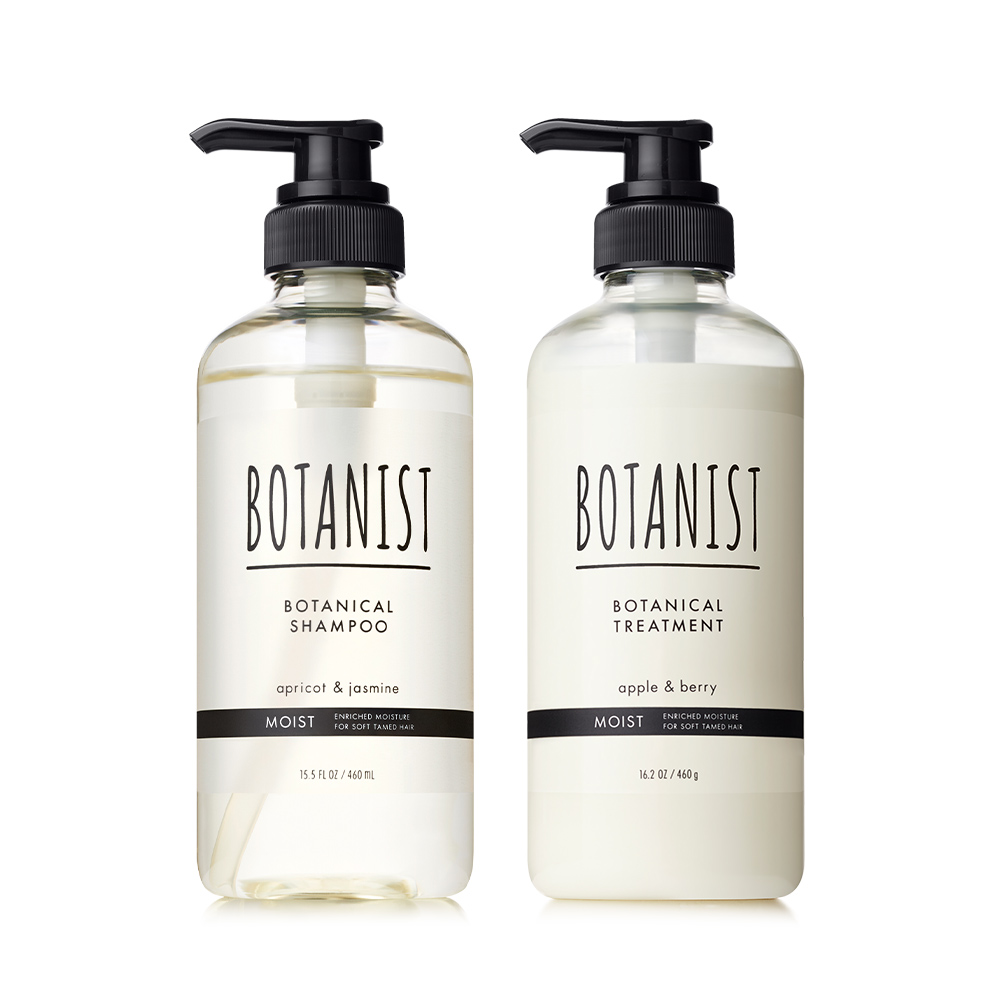 BOTANIST
BOTANICAL
SHAMPOO
apricot & jasmine
MOIST ENRICHED MOISTURE
FOR SOFT TAMED HAIR
15.5 FL OZ / 460 mL
BOTANIST
BOTANICAL
TREATMENT
apple & berry
MOIST ENRICHED MOISTURE
FOR SOFT TAMED HAIR
16.2 OZ / 460 g